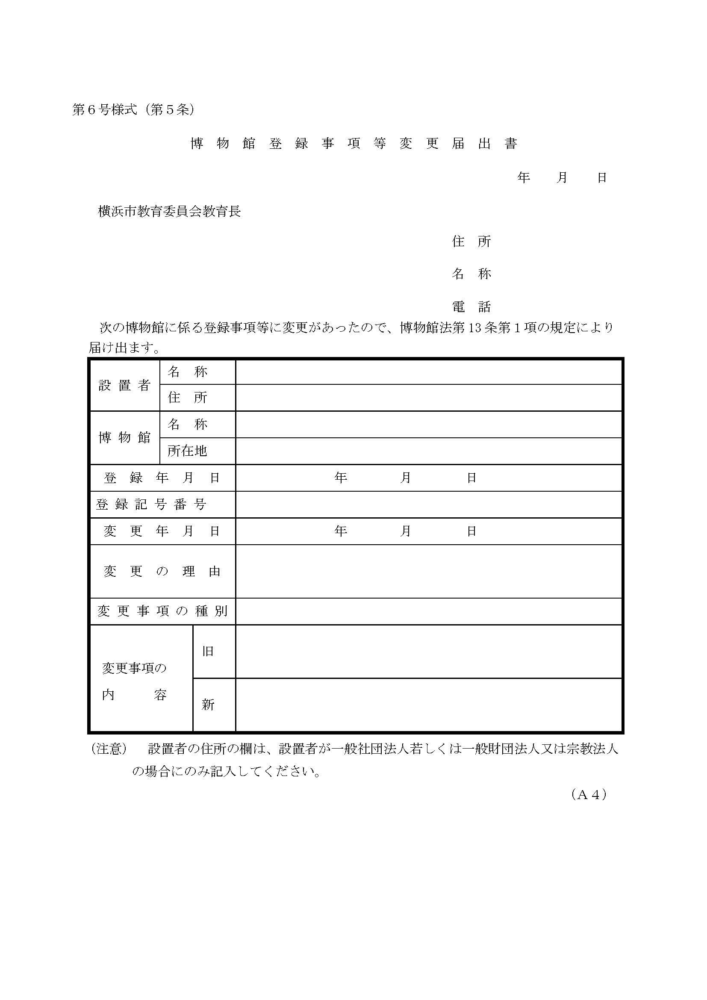 第６号様式（第５条）
博　物　館　登　録　事　項　等　変　更　届　出　書
年　　月　　日
横浜市教育委員会教育長
住　所
名　称
電　話
次の博物館に係る登録事項等に変更があったので、博物館法第 13 条第１項の規定により
届け出ます。
設 置 者
名　称
住　所
博 物 館
名　称
所在地
登　録　年　月　日
年　　　　月　　　　日
登 録 記 号 番 号
変　更　年　月　日
年　　　　月　　　　日
変　更　の　理　由
変 更 事 項 の 種 別
変更事項の
内　　　容
旧
新
（注意）　設置者の住所の欄は、設置者が一般社団法人若しくは一般財団法人又は宗教法人
の場合にのみ記入してください。
（Ａ４）